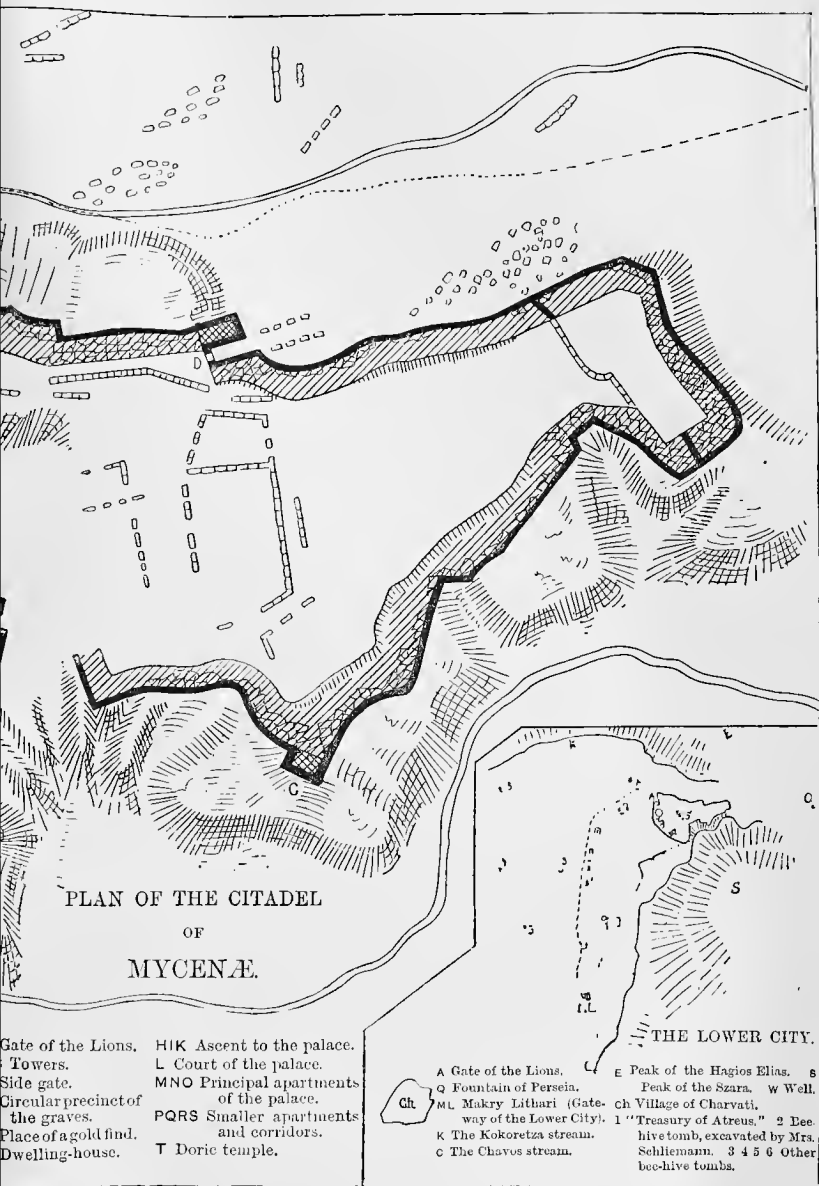 D
C
PLAN OF THE CITADEL
OF
MYCENÆ.
Gate of the Lions.
Towers.
Side gate.
Circular precinct of
the graves.
Place of a gold find.
Dwelling-house.
HIK Ascent to the palace.
L Court of the palace.
MNO Principal apartments
of the palace.
PQRS Smaller apartments
and corridors.
T Doric temple.
K
E
A
S
THE LOWER CITY.
Ch
A Gate of the Lions.
Q Fountain of Perseia.
ML Makry Lithari (Gate-
way of the Lower City).
K The Kokoretza stream.
C The Chavos stream.
E Peak of the Hagios Elias. S
Peak of the Szara. W Well.
Ch Village of Charvati.
1 "Treasury of Atreus." 2 Bee-
hive tomb, excavated by Mrs.
Schliemann. 3 4 5 6 Other
bee-hive tombs.